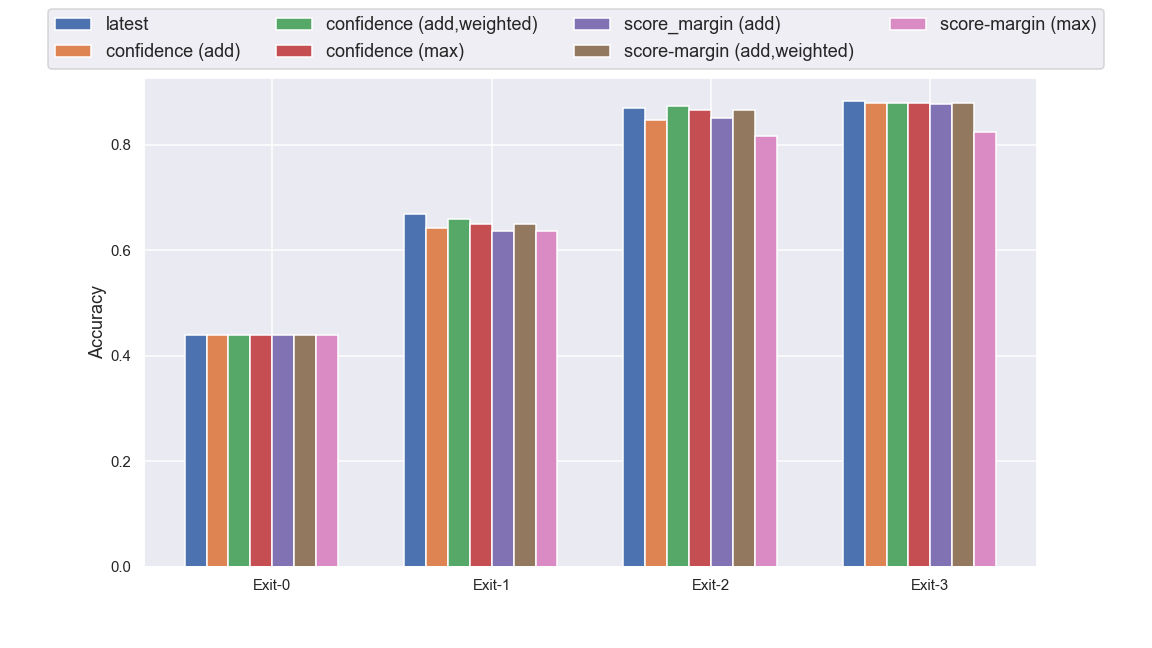 latest
confidence (add)
confidence (add,weighted)
confidence (max)
score_margin (add)
score-margin (add,weighted)
score-margin (max)
Accuracy
0.8
0.6
0.4
0.2
0.0
Exit-0
Exit-1
Exit-2
Exit-3